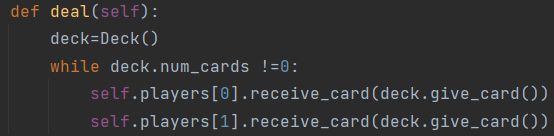 def deal(self):
    deck=Deck()
    while deck.num_cards !=0:
        self.players[0].receive_card(deck.give_card())
        self.players[1].receive_card(deck.give_card())